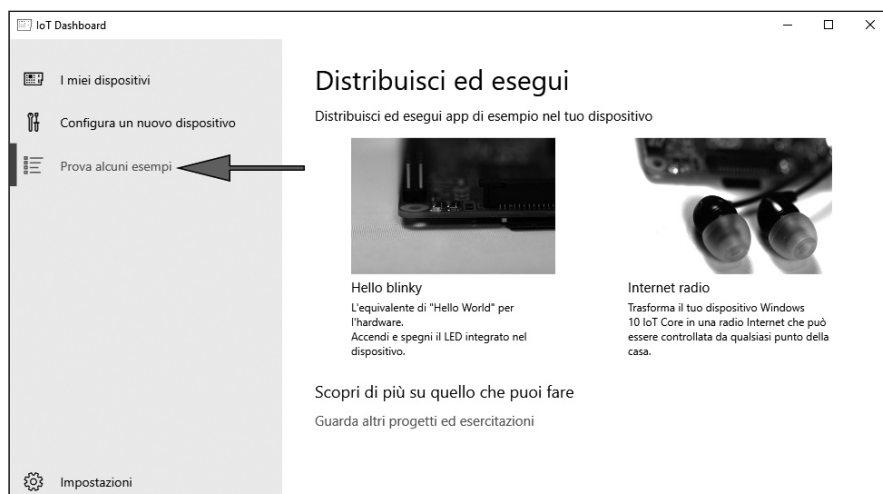 IoT Dashboard
I miei dispositivi
Configura un nuovo dispositivo
Prova alcuni esempi
Impostazioni
Distribuisci ed esegui
Distribuisci ed esegui app di esempio nel tuo dispositivo
Hello blinky
L'equivalente di "Hello World" per
l'hardware.
Accendi e spegni il LED integrato nel
dispositivo.
Internet radio
Trasforma il tuo dispositivo Windows
10 IoT Core in una radio Internet che può
essere controllata da qualsiasi punto della
casa.
Scopri di più su quello che puoi fare
Guarda altri progetti ed esercitazioni